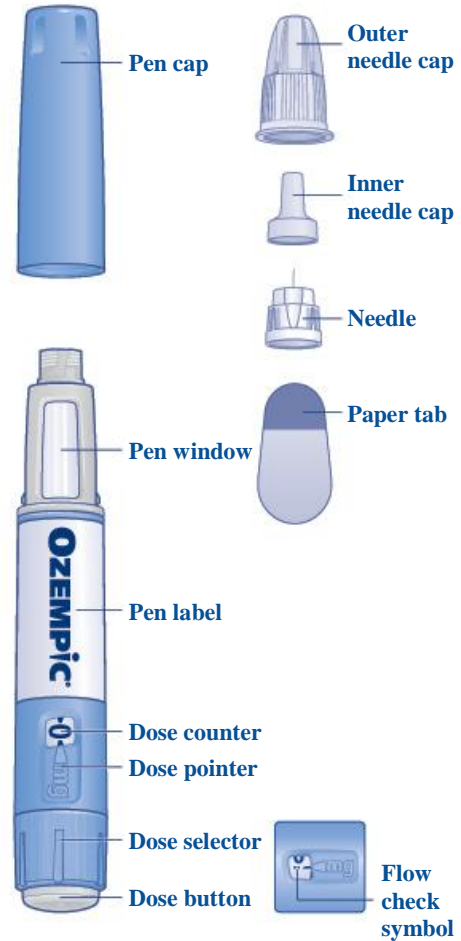 Pen cap
Outer
needle cap
Inner
needle cap
Needle
Paper tab
Pen window
OZEMPIC
Pen label
0
Dose counter
Dose pointer
mg
Dose selector
Dose button
mg
Flow
check
symbol